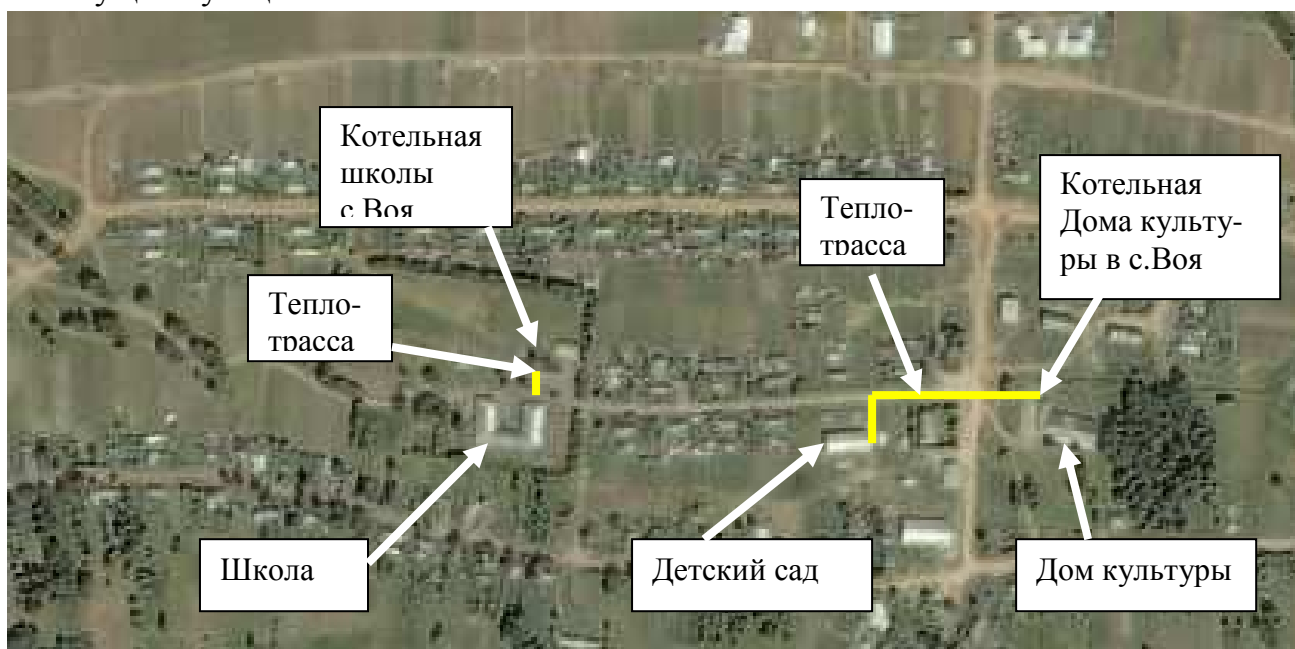 Котельная
школы
с.Воя
Тепло-
трасса
Котельная
Дома культу-
ры в с.Воя
Тепло-
трасса
Школа
Детский сад
Дом культуры